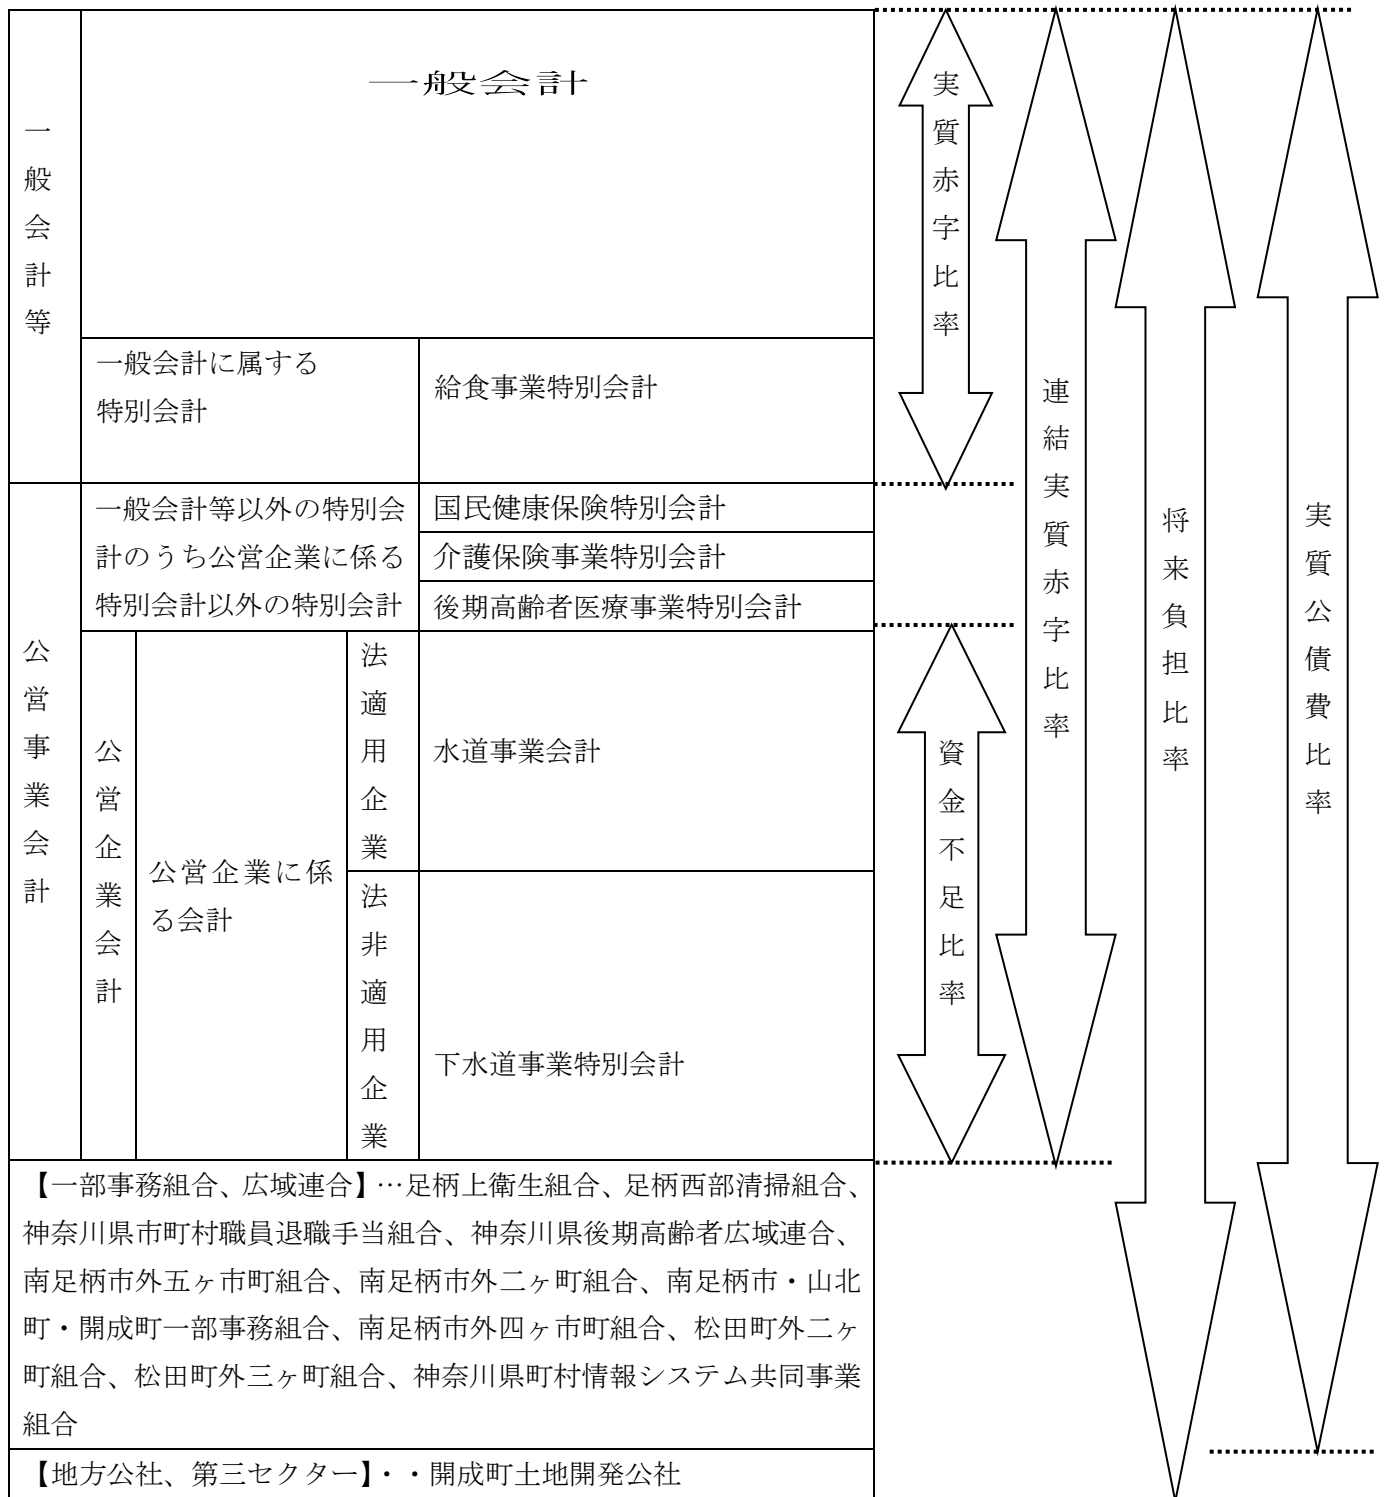 一般会計等
一般会計
一般会計に属する
特別会計
給食事業特別会計
公営事業会計
一般会計等以外の特別会
計のうち公営企業に係る
特別会計以外の特別会計
国民健康保険特別会計
介護保険事業特別会計
後期高齢者医療事業特別会計
公営企業会計
公営企業に係
る会計
法適用企業
水道事業会計
法非適用企業
下水道事業特別会計
【一部事務組合、広域連合】…足柄上衛生組合、足柄西部清掃組合、
神奈川県市町村職員退職手当組合、神奈川県後期高齢者広域連合、
南足柄市外五ヶ市町組合、南足柄市外二ヶ町組合、南足柄市・山北
町・開成町一部事務組合、南足柄市外四ヶ市町組合、松田町外二ヶ
町組合、松田町外三ヶ町組合、神奈川県町村情報システム共同事業
組合
【地方公社、第三セクター】・・開成町土地開発公社
実質赤字比率
資金不足比率
連結実質赤字比率
将来負担比率
実質公債費比率